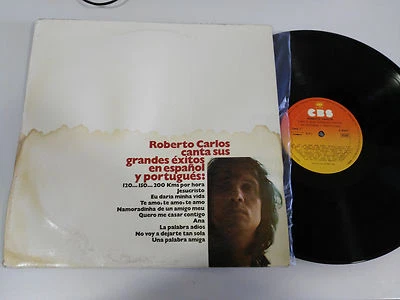 Roberto Carlos
canta sus
grandes éxitos
en español
y portugués:
120... 150... 200 Kms por hora
Jesucristo
Eu daria minha vida
Te amo, te amo, te amo
Namoradinha de un amigo meu
Quero me casar contigo
Ana
La palabra adios
No voy a dejarte tan sola
Una palabra amiga
CBS